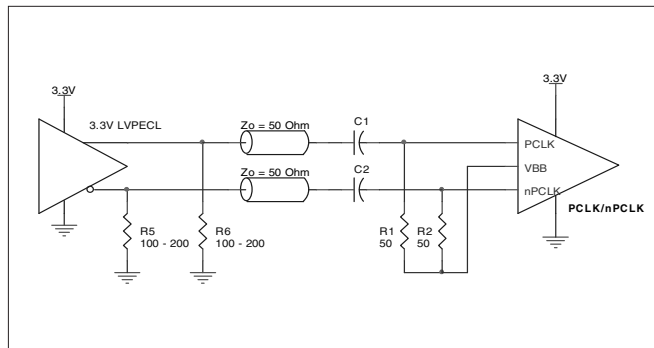 3.3V
3.3V
3.3V LVPECL
Zo = 50 Ohm
C1
PCLK
VBB
Zo = 50 Ohm
C2
nPCLK
PCLK/nPCLK
R5
100 - 200
R6
100 - 200
R1
50
R2
50